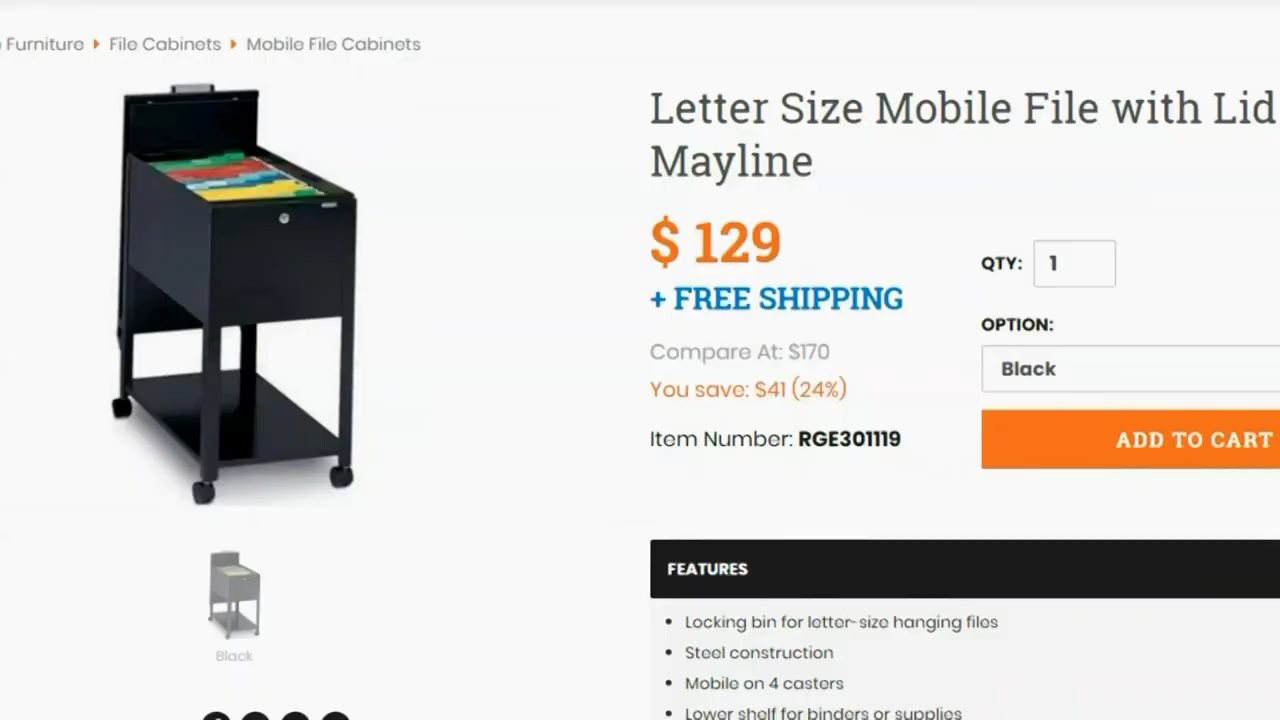 Furniture ▸ File Cabinets ▸ Mobile File Cabinets
Letter Size Mobile File with Lid
Mayline
$ 129
+ FREE SHIPPING
Compare At: $170
You save: $41 (24%)
Item Number: RGE301119
QTY: 1
OPTION:
Black
ADD TO CART
Black
FEATURES
• Locking bin for letter-size hanging files
• Steel construction
• Mobile on 4 casters
• Lower shelf for binders or supplies